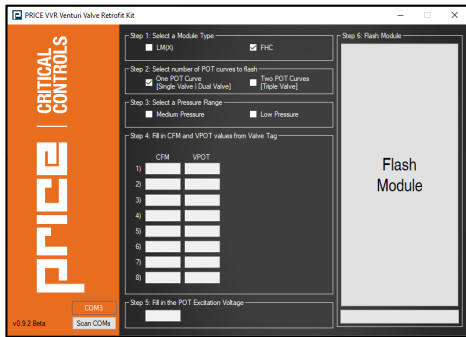 PRICE VVR Venturi Valve Retrofit Kit
CRITICAL
CONTROLS
PRICE
COM3
v0.9.2 Beta
Scan COMs
Step 1: Select a Module Type
LM(X)
FHC
Step 2: Select number of POT curves to flash
One POT Curve
[Single Valve | Dual Valve]
Two POT Curves
[Triple Valve]
Step 3: Select a Pressure Range
Medium Pressure
Low Pressure
Step 4: Fill in CFM and VPOT values from Valve Tag
CFM VPOT
1)
2)
3)
4)
5)
6)
7)
8)
Step 5: Fill in the POT Excitation Voltage
Step 6: Flash Module
Flash
Module